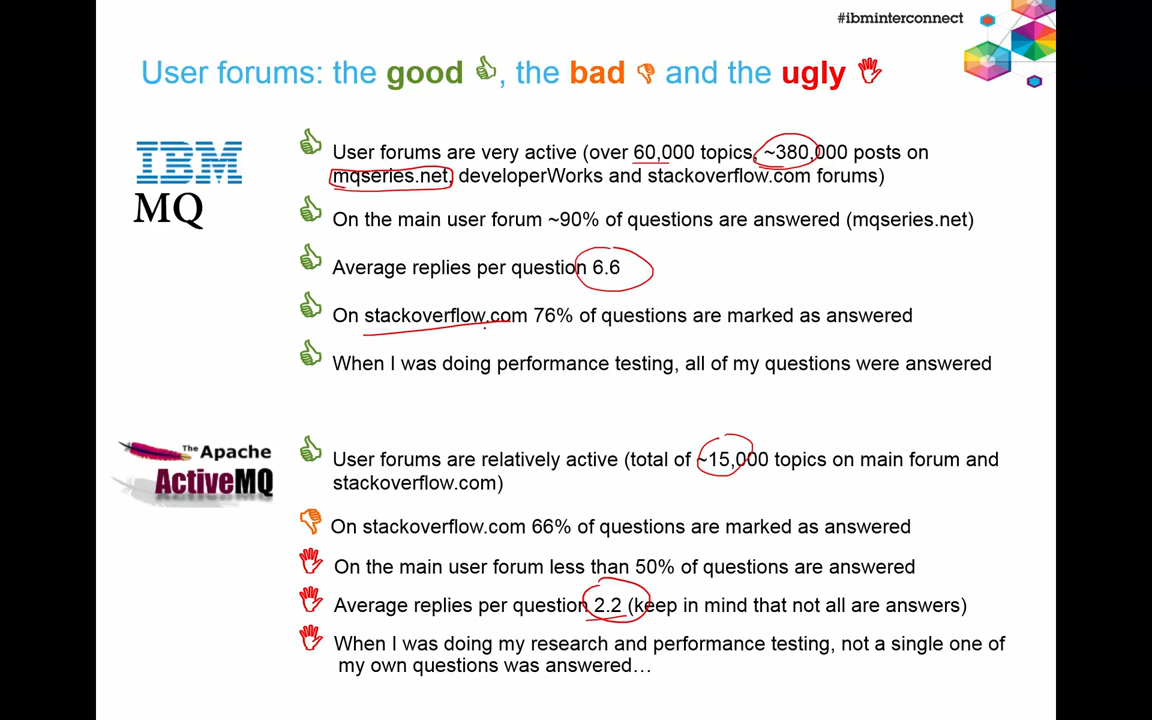 #ibminterconnect
User forums: the good, the bad and the ugly
IBM
MQ
User forums are very active (over 60,000 topics, ~380,000 posts on
mqseries.net, developerWorks and stackoverflow.com forums)
On the main user forum ~90% of questions are answered (mqseries.net)
Average replies per question 6.6
On stackoverflow.com 76% of questions are marked as answered
When I was doing performance testing, all of my questions were answered
The Apache
ActiveMQ
User forums are relatively active (total of ~15,000 topics on main forum and
stackoverflow.com)
On stackoverflow.com 66% of questions are marked as answered
On the main user forum less than 50% of questions are answered
Average replies per question 2.2 (keep in mind that not all are answers)
When I was doing my research and performance testing, not a single one of
my own questions was answered…